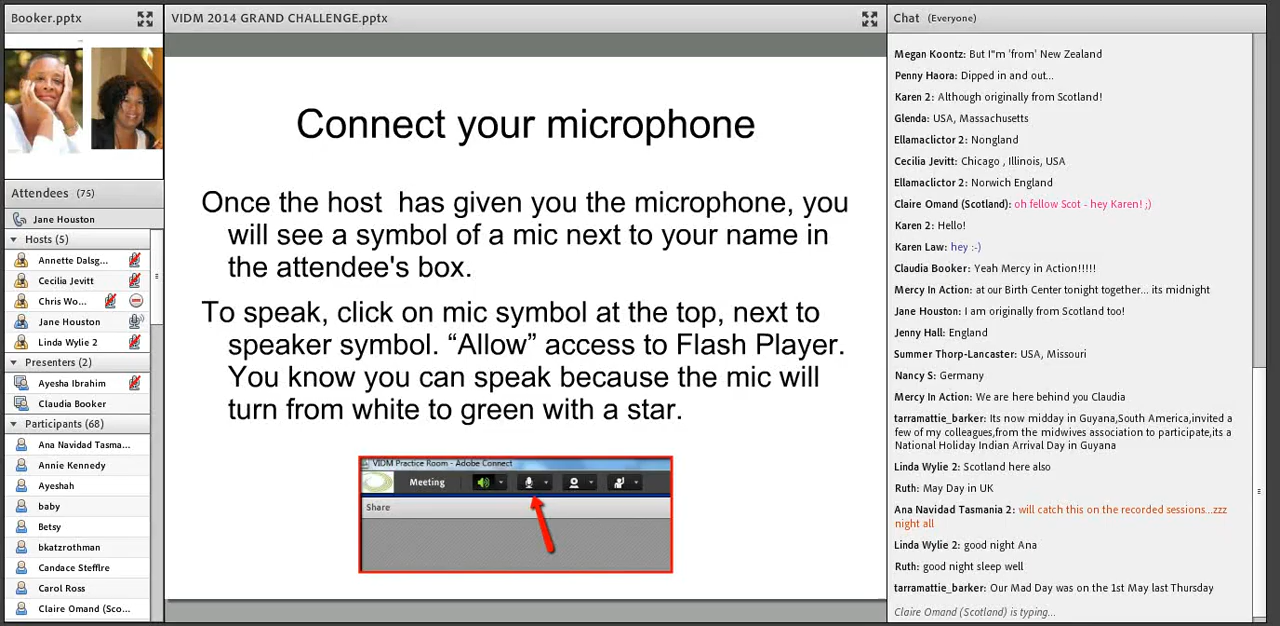 Booker.pptx
VIDM 2014 GRAND CHALLENGE.pptx
Connect your microphone
Once the host  has given you the microphone, you
will see a symbol of a mic next to your name in
the attendee's box.
To speak, click on mic symbol at the top, next to
speaker symbol. “Allow” access to Flash Player.
You know you can speak because the mic will
turn from white to green with a star.
VIDM Practice Room - Adobe Connect
Meeting
Share
Attendees (75)
Jane Houston
Hosts (5)
Annette Dalsg...
Cecilia Jevitt
Chris Wo...
Jane Houston
Linda Wylie 2
Presenters (2)
Ayesha Ibrahim
Claudia Booker
Participants (68)
Ana Navidad Tasma...
Annie Kennedy
Ayeshah
baby
Betsy
bkatzrothman
Candace Steffire
Carol Ross
Claire Omand (Sco...
Chat (Everyone)
Megan Koontz: But I"m 'from' New Zealand
Penny Haora: Dipped in and out...
Karen 2: Although originally from Scotland!
Glenda: USA, Massachusetts
Ellamaclictor 2: Nongland
Cecilia Jevitt: Chicago , Illinois, USA
Ellamaclictor 2: Norwich England
Claire Omand (Scotland): oh fellow Scot - hey Karen! ;)
Karen 2: Hello!
Karen Law: hey :-)
Claudia Booker: Yeah Mercy in Action!!!!!
Mercy In Action: at our Birth Center tonight together... its midnight
Jane Houston: I am originally from Scotland too!
Jenny Hall: England
Summer Thorp-Lancaster: USA, Missouri
Nancy S: Germany
Mercy In Action: We are here behind you Claudia
tarramattie_barker: Its now midday in Guyana,South America,invited a
few of my colleagues,from the midwives association to participate,its a
National Holiday Indian Arrival Day in Guyana
Linda Wylie 2: Scotland here also
Ruth: May Day in UK
Ana Navidad Tasmania 2: will catch this on the recorded sessions...zzz
night all
Linda Wylie 2: good night Ana
Ruth: good night sleep well
tarramattie_barker: Our Mad Day was on the 1st May last Thursday
Claire Omand (Scotland) is typing...